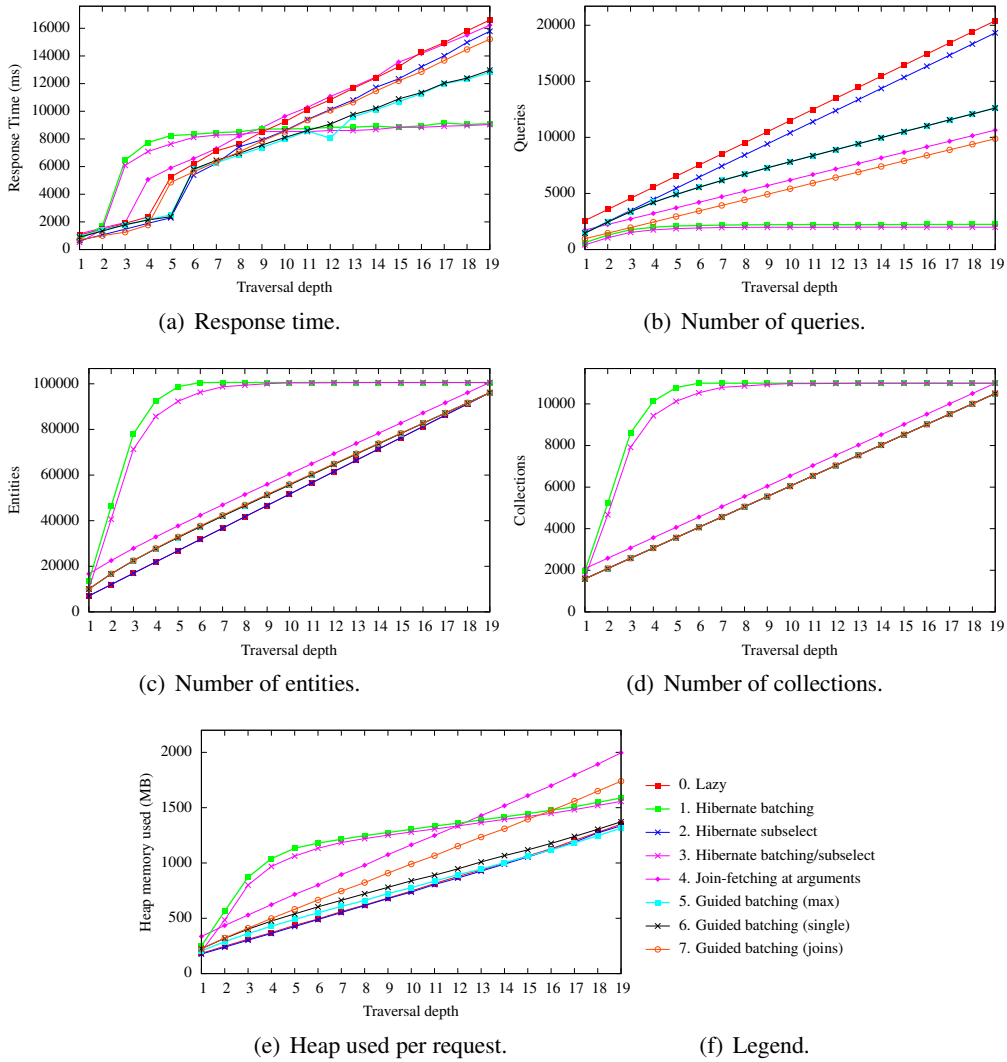 16000
14000
12000
10000
8000
6000
4000
2000
0
Response Time (ms)
1 2 3 4 5 6 7 8 9 10 11 12 13 14 15 16 17 18 19
Traversal depth
(a) Response time.
20000
15000
10000
5000
0
Queries
1 2 3 4 5 6 7 8 9 10 11 12 13 14 15 16 17 18 19
Traversal depth
(b) Number of queries.
100000
80000
60000
40000
20000
0
Entities
1 2 3 4 5 6 7 8 9 10 11 12 13 14 15 16 17 18 19
Traversal depth
(c) Number of entities.
10000
8000
6000
4000
2000
0
Collections
1 2 3 4 5 6 7 8 9 10 11 12 13 14 15 16 17 18 19
Traversal depth
(d) Number of collections.
2000
1500
1000
500
0
Heap memory used (MB)
1 2 3 4 5 6 7 8 9 10 11 12 13 14 15 16 17 18 19
Traversal depth
(e) Heap used per request.
0. Lazy
1. Hibernate batching
2. Hibernate subselect
3. Hibernate batching/subselect
4. Join-fetching at arguments
5. Guided batching (max)
6. Guided batching (single)
7. Guided batching (joins)
(f) Legend.